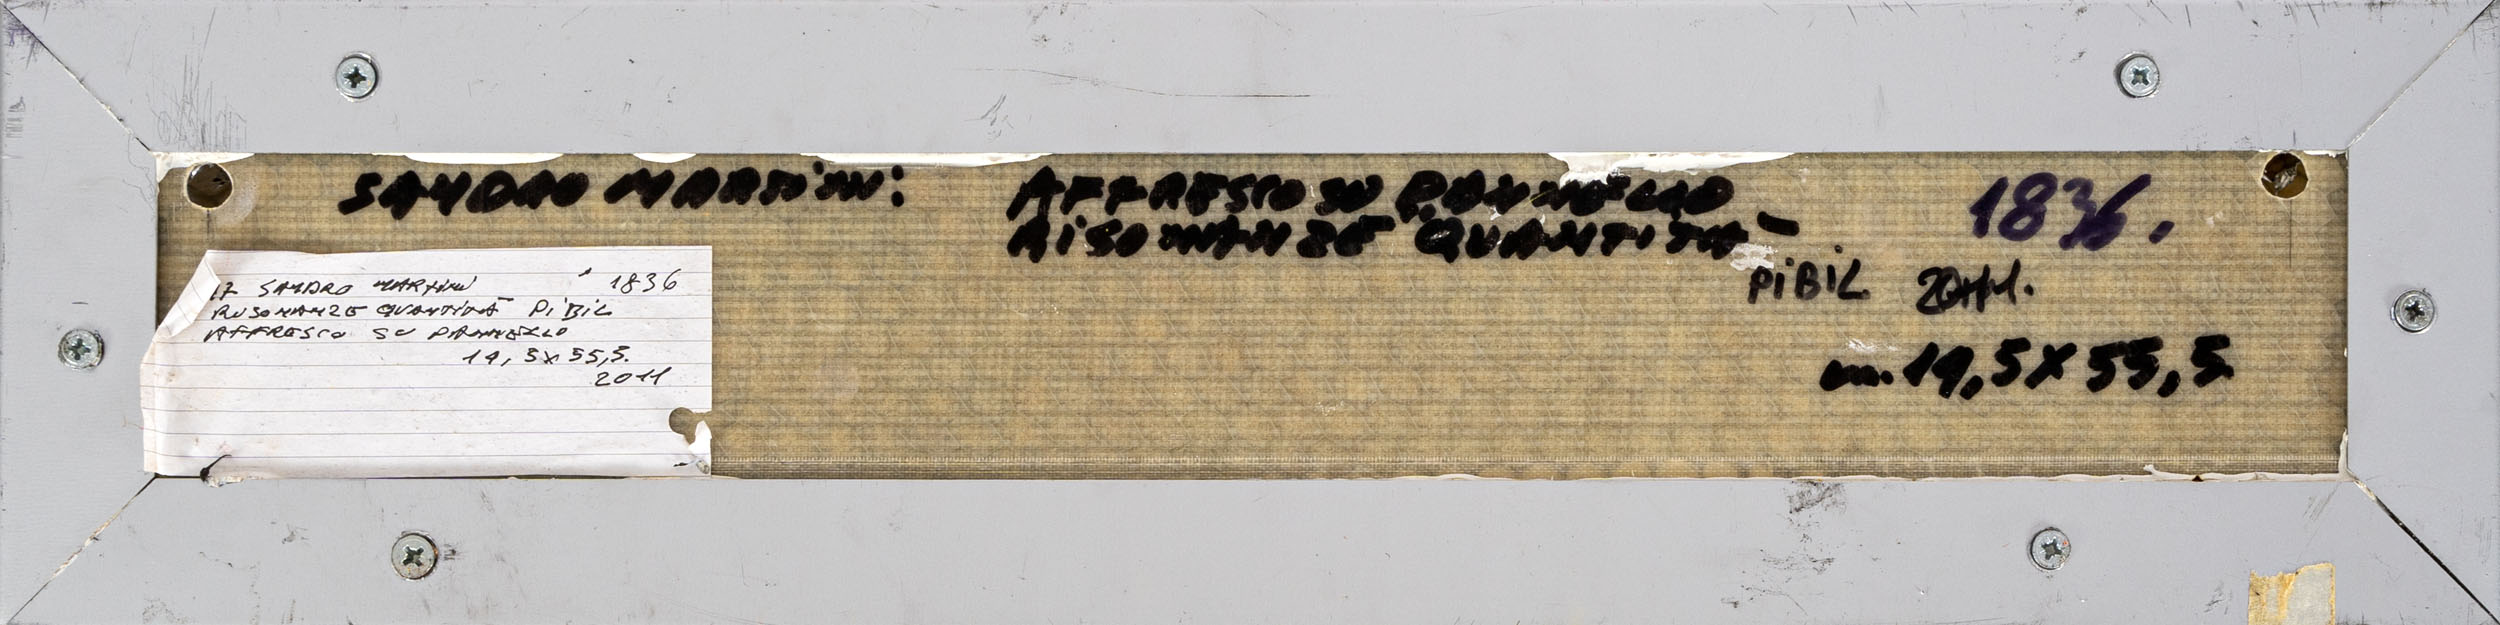 SANDRO MARTINI: AFFRESCO SU PANNELLO 1836.
RISONANZE QUANTITÀ
PIBIL 2011.
m. 19,5 X 55,5
17 SANDRO MARTINI 1836
RISONANZE QUANTITÀ PIBIL
AFFRESCO SU PANNELLO
19,5 X 55,5.
2011